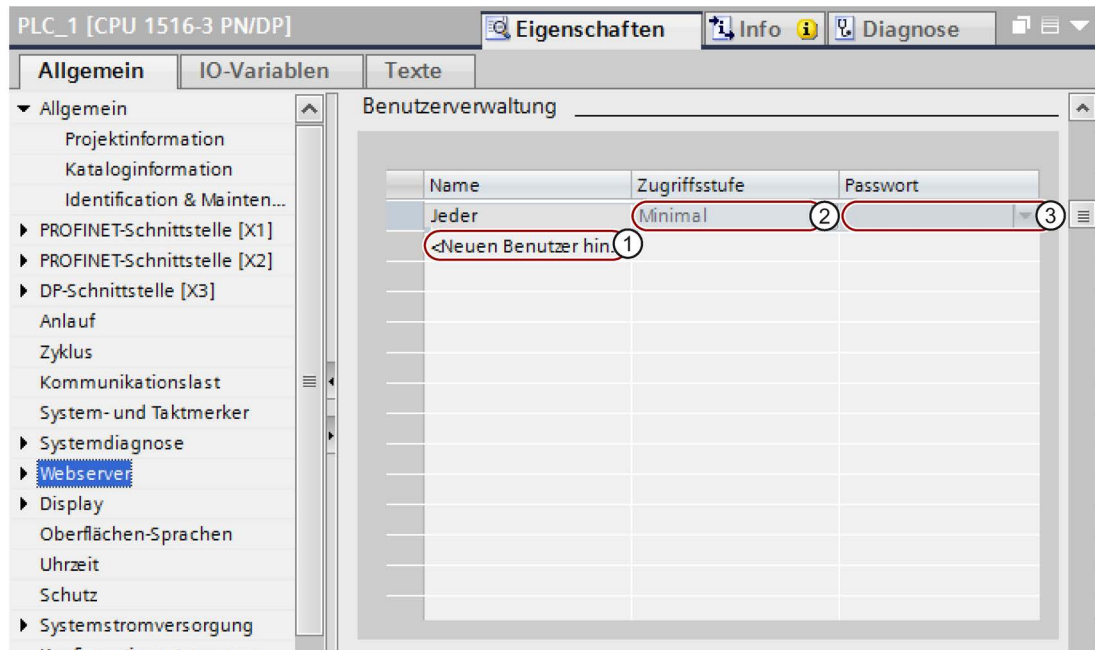 PLC_1 [CPU 1516-3 PN/DP]
Eigenschaften
Info
Diagnose
Allgemein
IO-Variablen
Texte
Allgemein
Projektinformation
Kataloginformation
Identification & Mainten...
PROFINET-Schnittstelle [X1]
PROFINET-Schnittstelle [X2]
DP-Schnittstelle [X3]
Anlauf
Zyklus
Kommunikationslast
System- und Taktmerker
Systemdiagnose
Webserver
Display
Oberflächen-Sprachen
Uhrzeit
Schutz
Systemstromversorgung
Benutzerverwaltung
Name Zugriffsstufe Passwort
Jeder Minimal 2 3
<Neuen Benutzer hin... 1